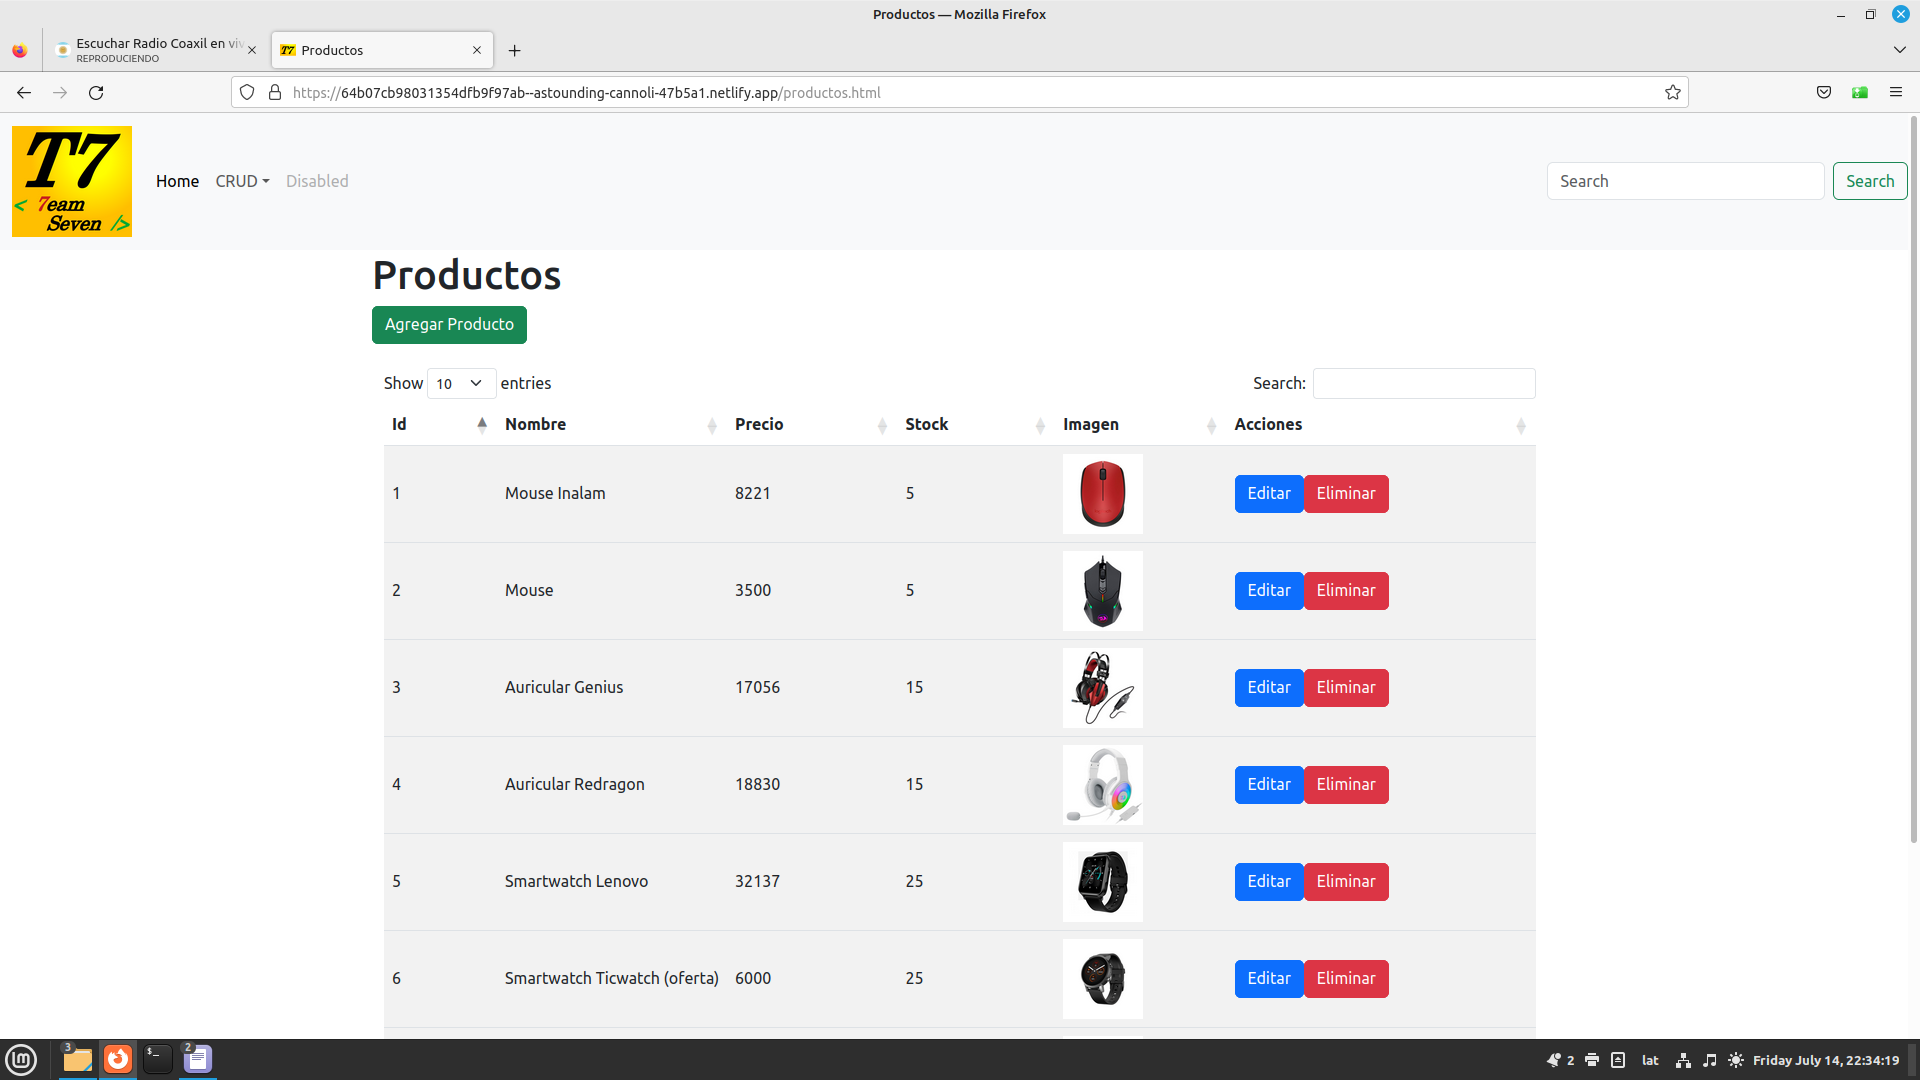 Productos — Mozilla Firefox
Escuchar Radio Coaxil en viv
REPRODUCIENDO
T7 Productos
https://64b07cb98031354dfb9f97ab--astounding-cannoli-47b5a1.netlify.app/productos.html
T7
< 7eam
Seven />
Home CRUD Disabled Search Search
Productos
Agregar Producto
Show 10 entries Search:
Id Nombre Precio Stock Imagen Acciones
1 Mouse Inalam 8221 5 Editar Eliminar
2 Mouse 3500 5 Editar Eliminar
3 Auricular Genius 17056 15 Editar Eliminar
4 Auricular Redragon 18830 15 Editar Eliminar
5 Smartwatch Lenovo 32137 25 Editar Eliminar
6 Smartwatch Ticwatch (oferta) 6000 25 Editar Eliminar
3 $_ 2 2 lat Friday July 14, 22:34:19